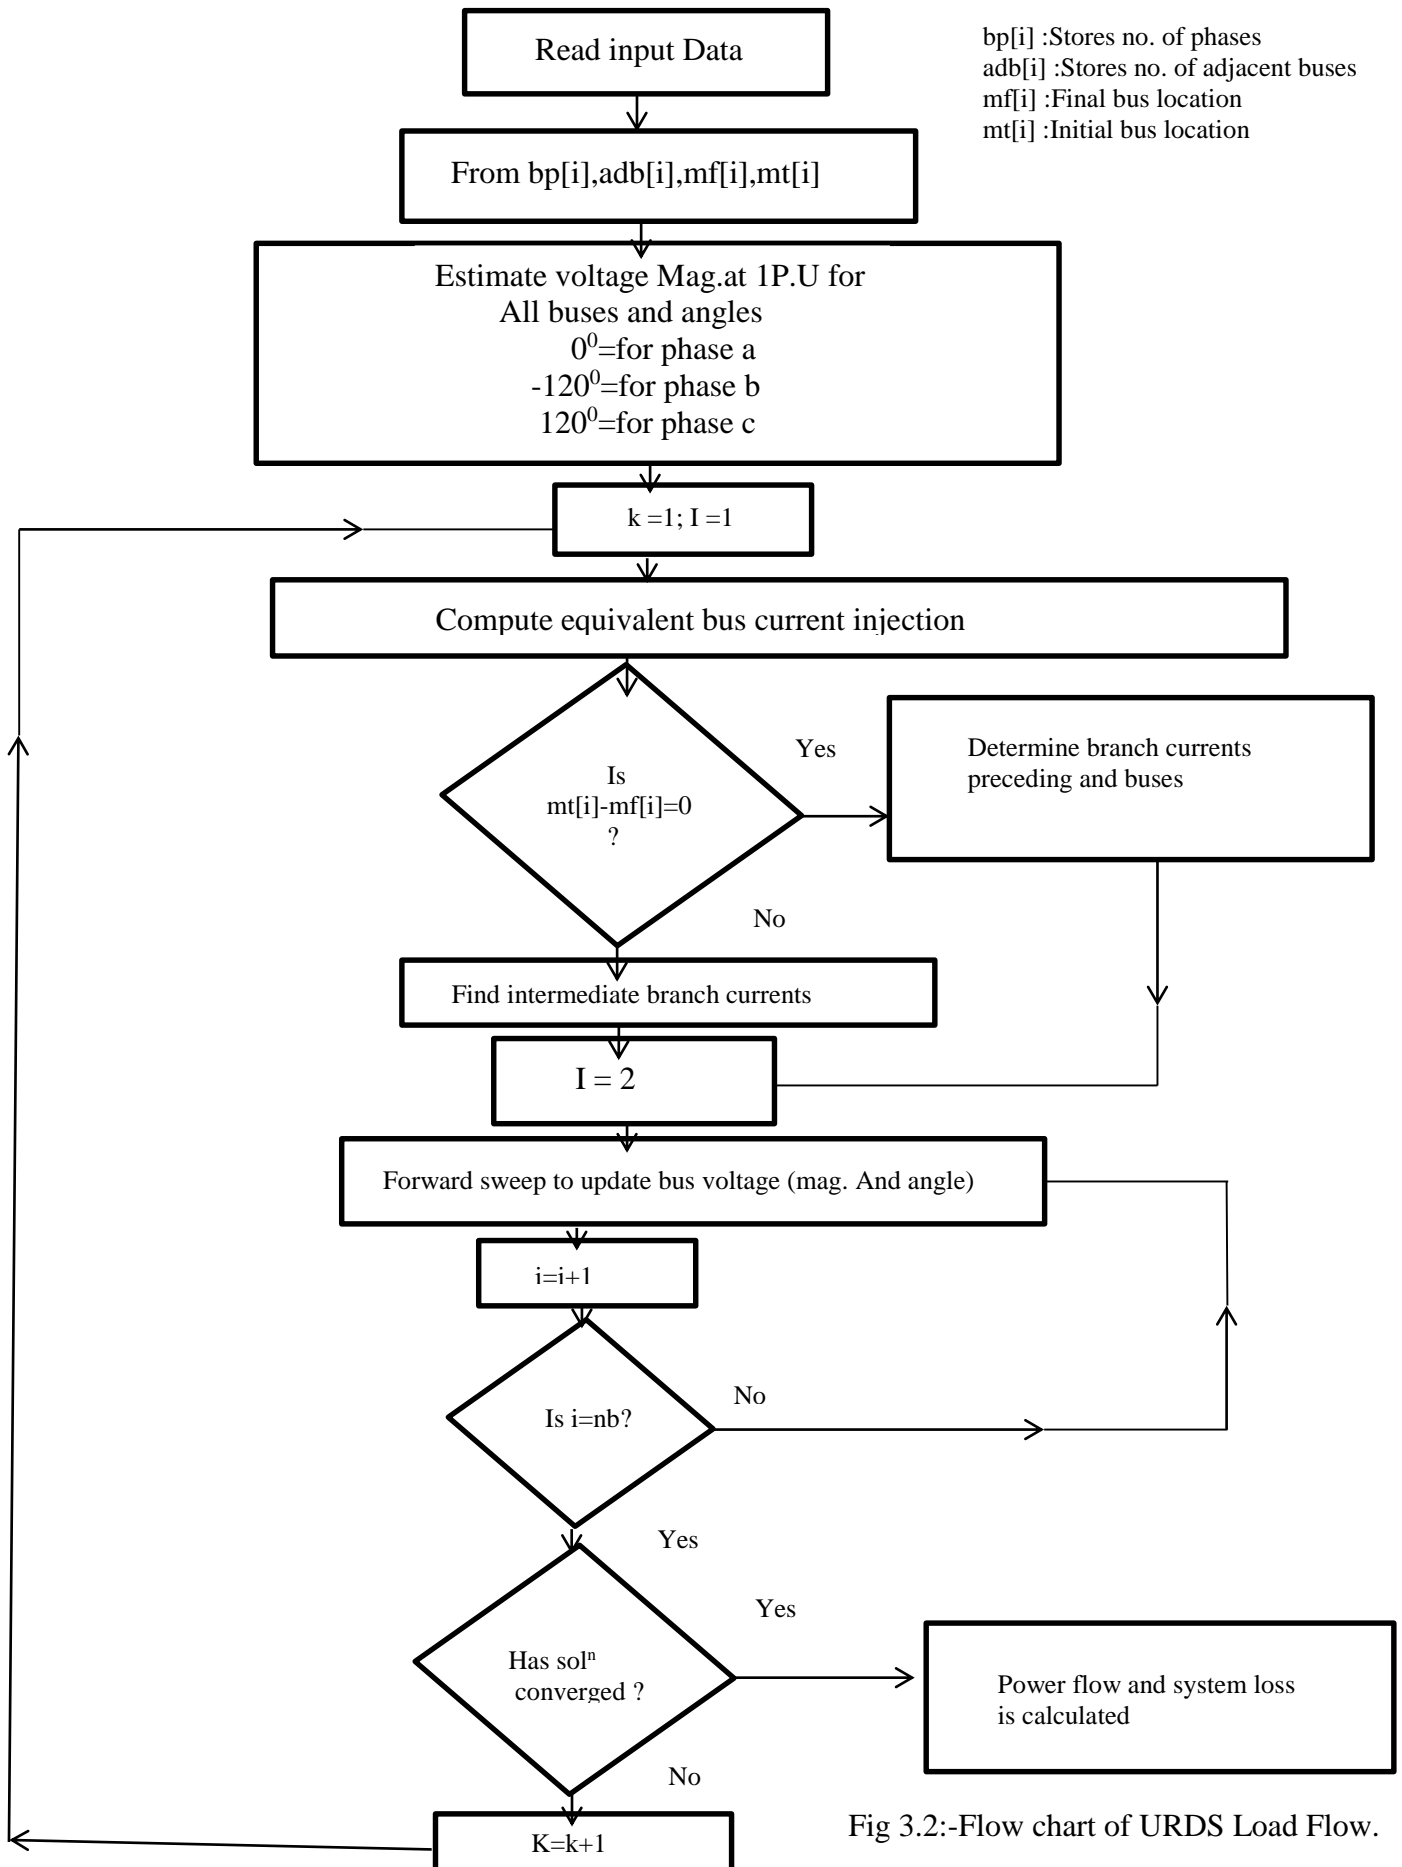 Read input Data
bp[i] :Stores no. of phases
adb[i] :Stores no. of adjacent buses
mf[i] :Final bus location
mt[i] :Initial bus location
From bp[i],adb[i],mf[i],mt[i]
Estimate voltage Mag.at 1P.U for
All buses and angles
0⁰=for phase a
-120⁰=for phase b
120⁰=for phase c
k =1; I =1
Compute equivalent bus current injection
Is
mt[i]-mf[i]=0
?
Yes
Determine branch currents
preceding and buses
No
Find intermediate branch currents
I = 2
Forward sweep to update bus voltage (mag. And angle)
i=i+1
Is i=nb?
No
Yes
Has solⁿ
converged ?
Yes
Power flow and system loss
is calculated
No
K=k+1
Fig 3.2:-Flow chart of URDS Load Flow.